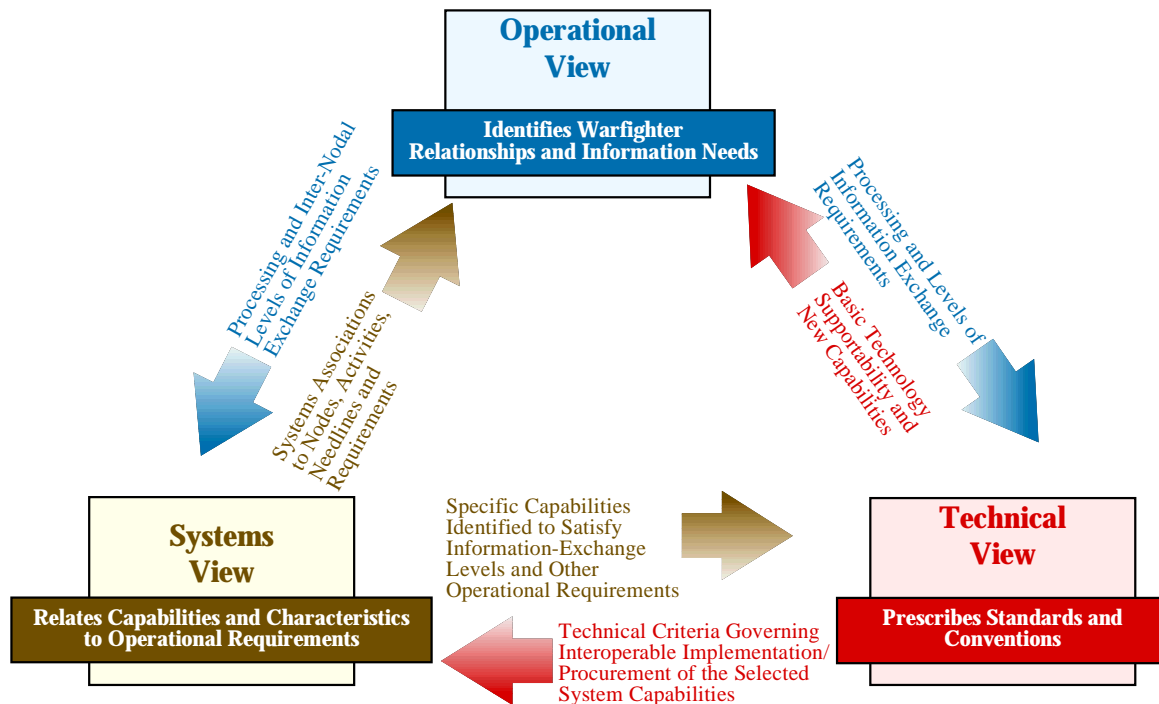 Operational
View
Identifies Warfighter
Relationships and Information Needs
Processing and Inter-Nodal
Levels of Information
Exchange Requirements
Systems Associations
to Nodes, Activities,
Needlines and
Requirements
Processing and Levels of
Information Exchange
Requirements
Basic Technology
Supportability and
New Capabilities
Systems
View
Relates Capabilities and Characteristics
to Operational Requirements
Specific Capabilities
Identified to Satisfy
Information-Exchange
Levels and Other
Operational Requirements
Technical Criteria Governing
Interoperable Implementation/
Procurement of the Selected
System Capabilities
Technical
View
Prescribes Standards and
Conventions